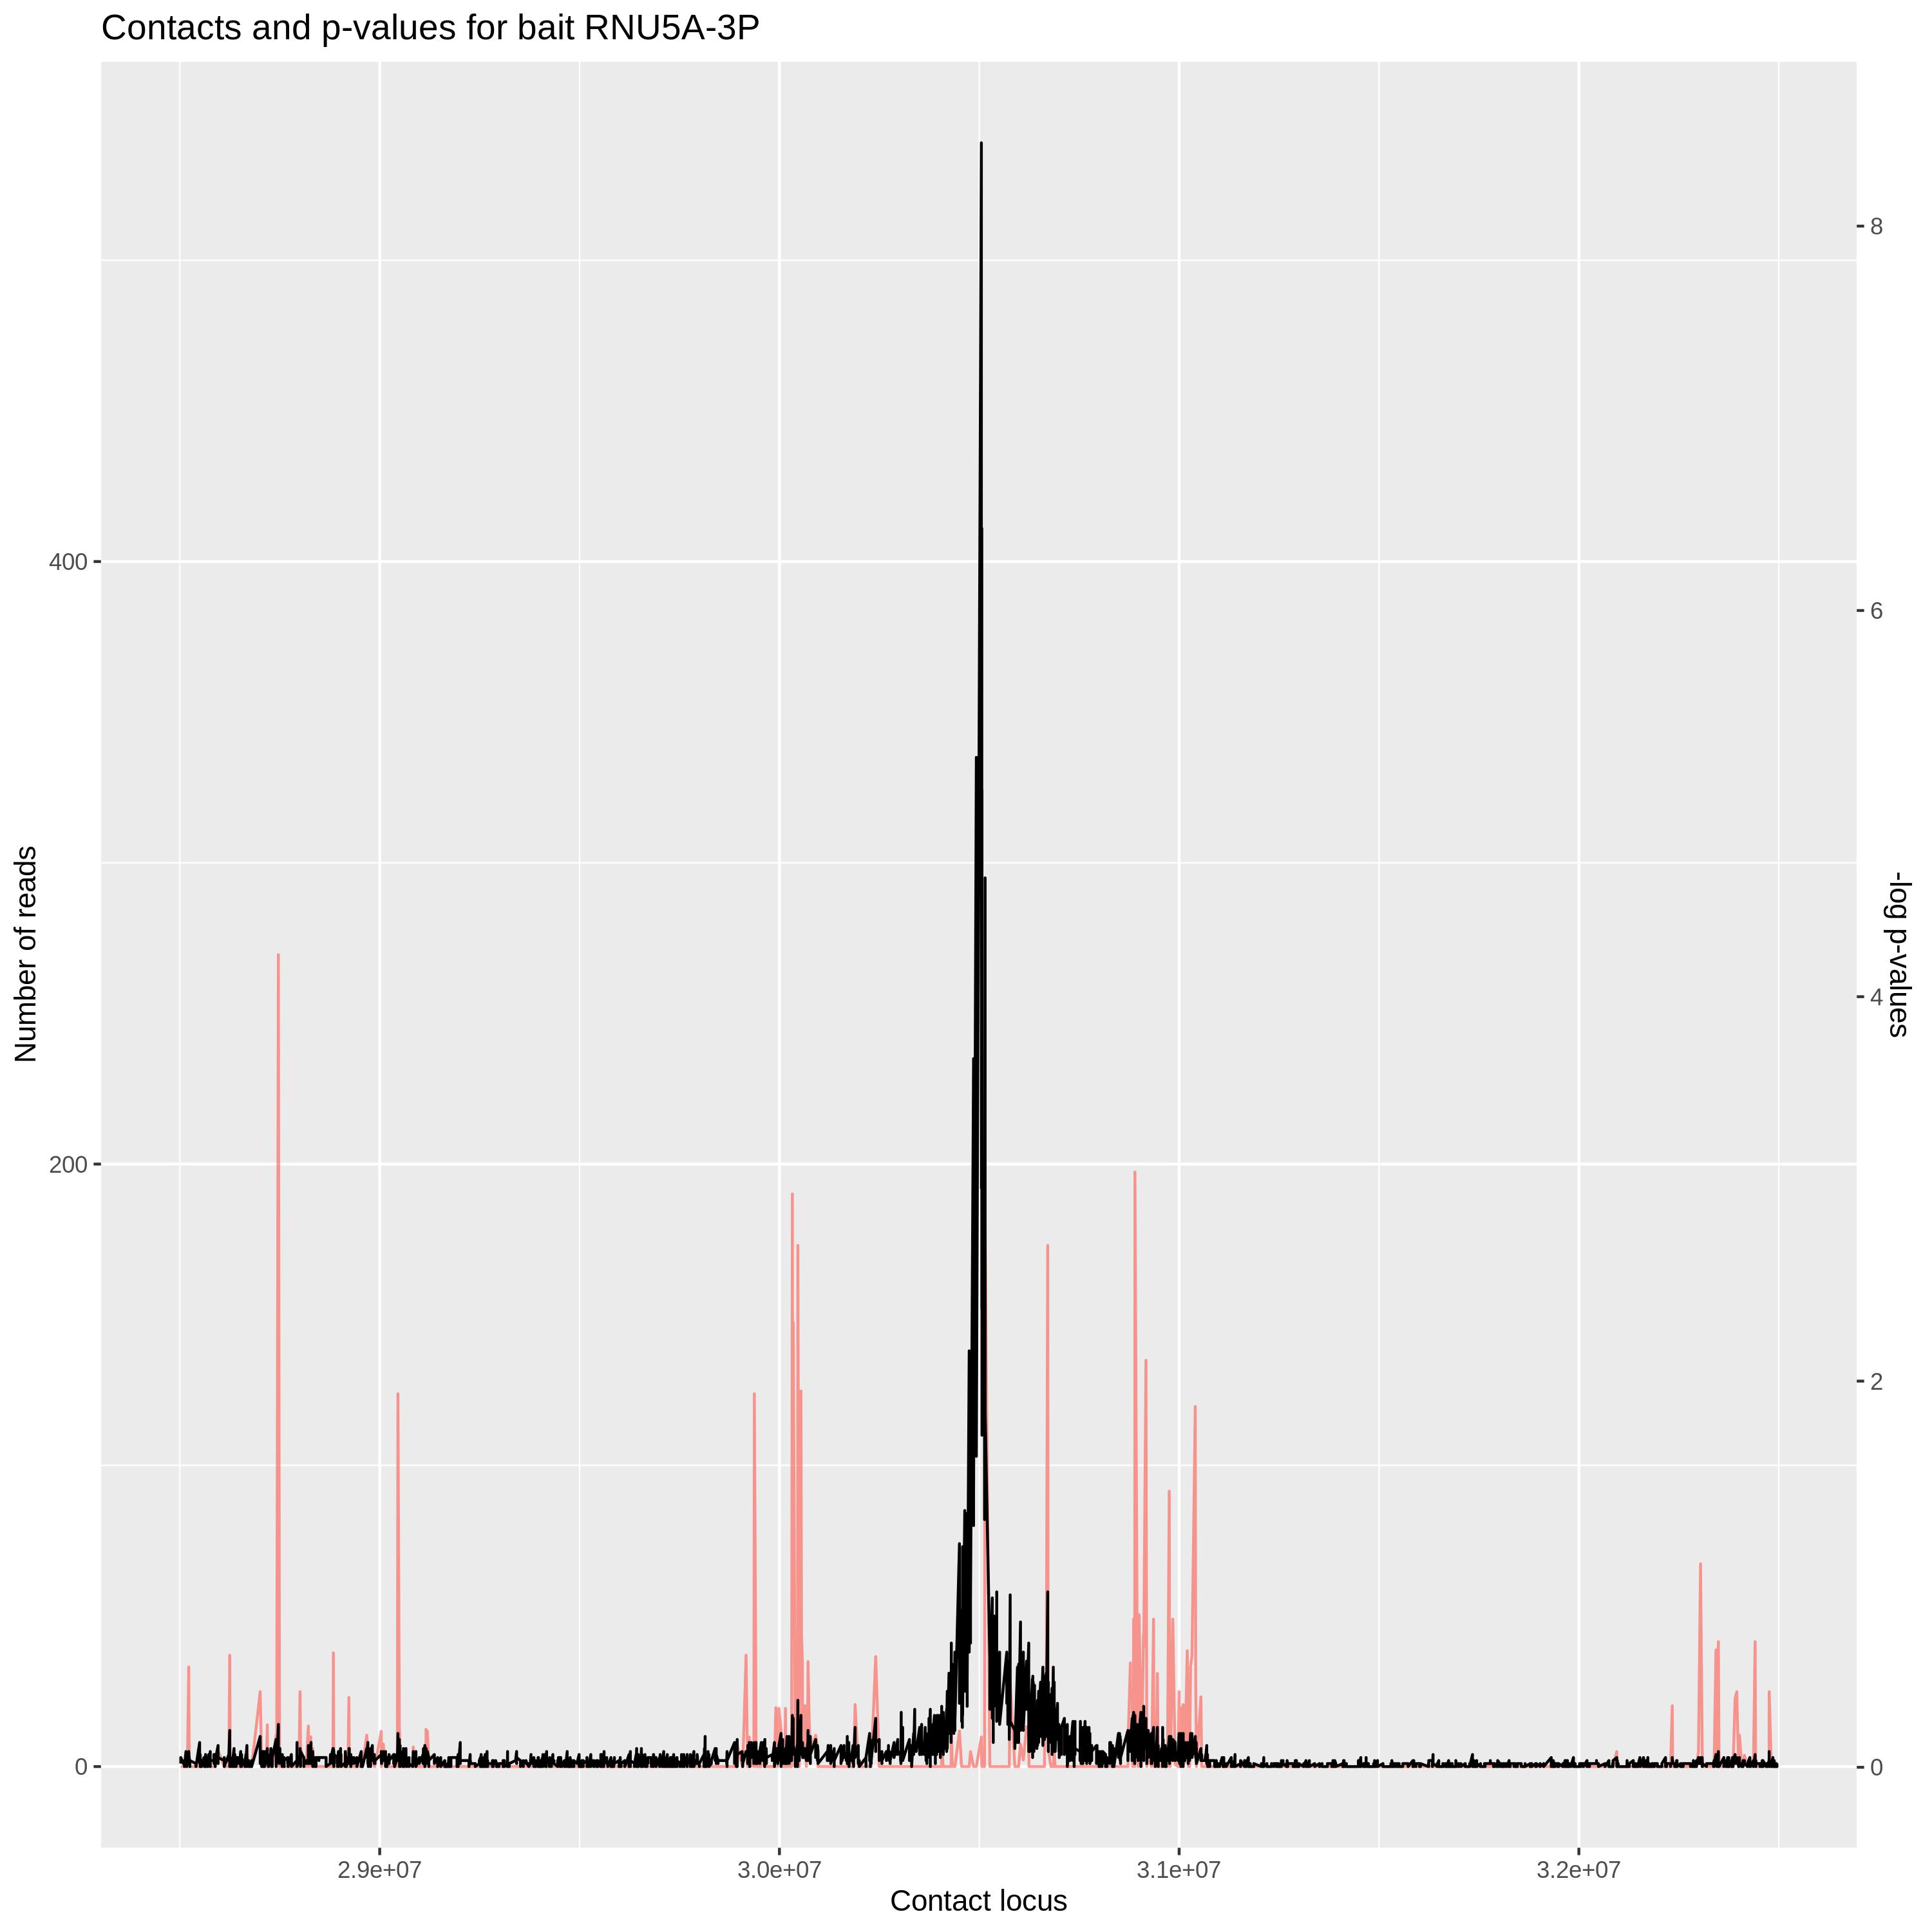 Contacts and p-values for bait RNU5A-3P
8
400
6
Number of reads
-log p-values
4
200
2
0
0
2.9e+07
3.0e+07
3.1e+07
3.2e+07
Contact locus